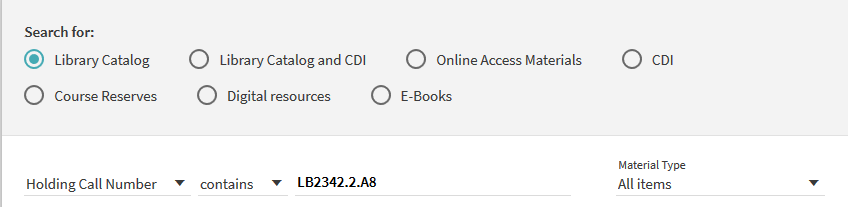 Search for:
Library Catalog Library Catalog and CDI Online Access Materials CDI
Course Reserves Digital resources E-Books
Material Type
Holding Call Number contains LB2342.2.A8 All items